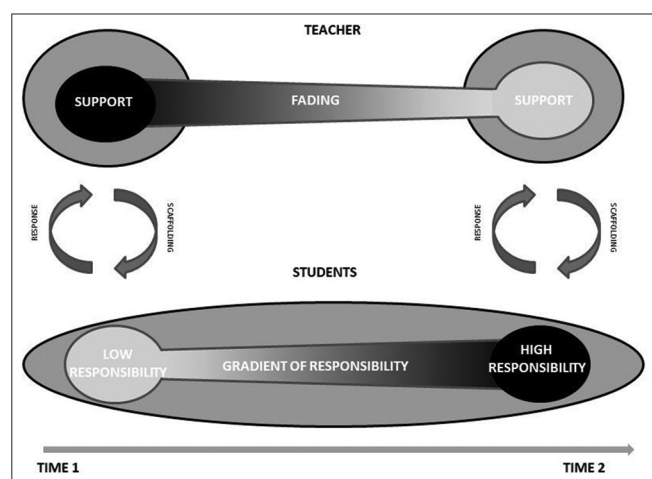 TEACHER
SUPPORT
FADING
SUPPORT
RESPONSE
SCAFFOLDING
RESPONSE
SCAFFOLDING
STUDENTS
LOW
RESPONSIBILITY
GRADIENT OF RESPONSIBILITY
HIGH
RESPONSIBILITY
TIME 1
TIME 2